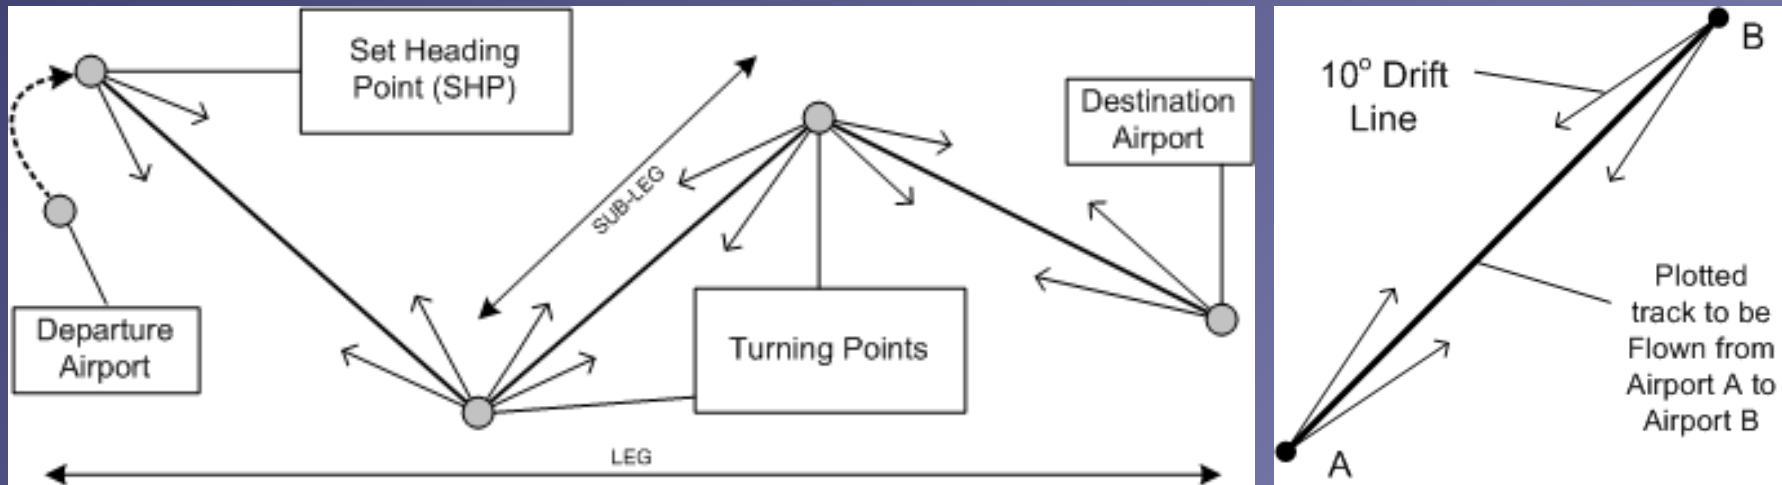 Set Heading
Point (SHP)
SUB-LEG
Destination
Airport
Departure
Airport
Turning Points
LEG
10° Drift
Line
B
Plotted
track to be
Flown from
Airport A to
Airport B
A